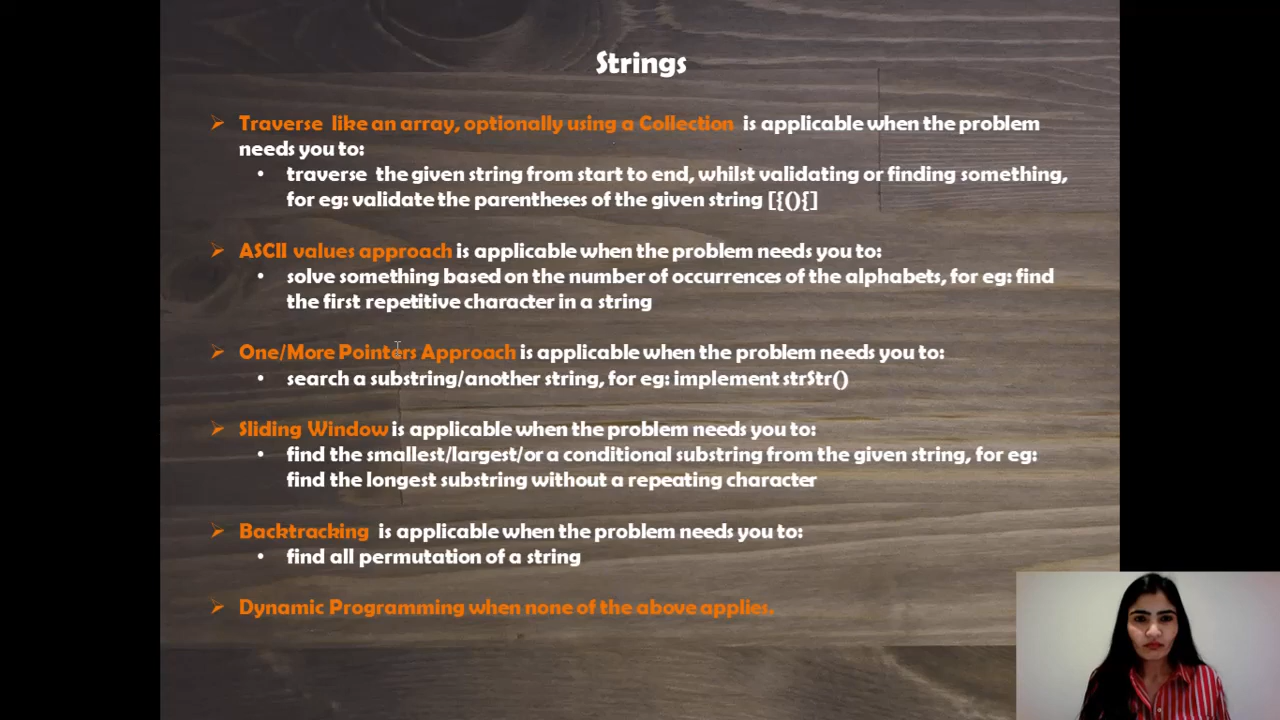 Strings
Traverse like an array, optionally using a Collection is applicable when the problem
needs you to:
traverse the given string from start to end, whilst validating or finding something,
for eg: validate the parentheses of the given string [{(){]
ASCII values approach is applicable when the problem needs you to:
solve something based on the number of occurrences of the alphabets, for eg: find
the first repetitive character in a string
One/More Pointers Approach is applicable when the problem needs you to:
search a substring/another string, for eg: implement strStr()
Sliding Window is applicable when the problem needs you to:
find the smallest/largest/or a conditional substring from the given string, for eg:
find the longest substring without a repeating character
Backtracking is applicable when the problem needs you to:
find all permutation of a string
Dynamic Programming when none of the above applies.